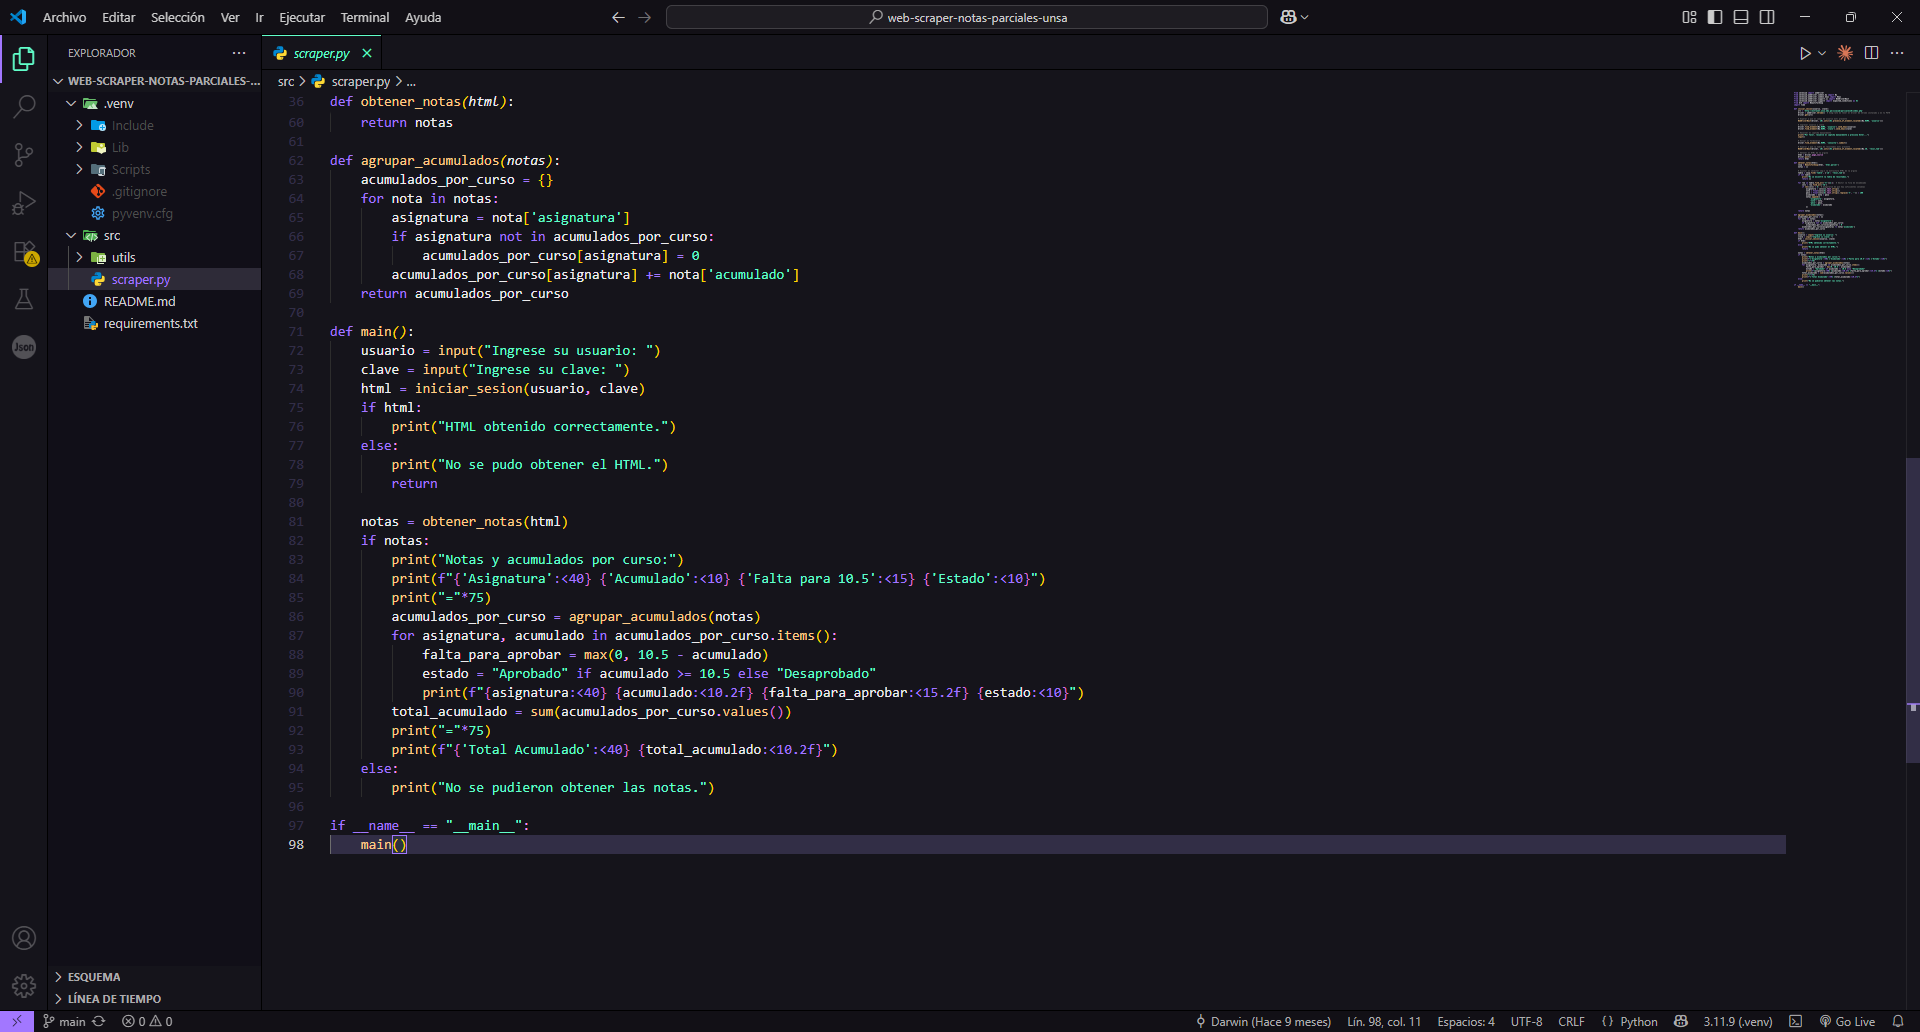 Archivo Editar Selección Ver Ir Ejecutar Terminal Ayuda
web-scraper-notas-parciales-unsa
EXPLORADOR
WEB-SCRAPER-NOTAS-PARCIALES-...
.venv
Include
Lib
Scripts
.gitignore
pyvenv.cfg
src
utils
scraper.py
README.md
requirements.txt
Json
ESQUEMA
LÍNEA DE TIEMPO
scraper.py
src > scraper.py > ...
36 def obtener_notas(html):
60     return notas
61
62 def agrupar_acumulados(notas):
63     acumulados_por_curso = {}
64     for nota in notas:
65         asignatura = nota['asignatura']
66         if asignatura not in acumulados_por_curso:
67             acumulados_por_curso[asignatura] = 0
68         acumulados_por_curso[asignatura] += nota['acumulado']
69     return acumulados_por_curso
70
71 def main():
72     usuario = input("Ingrese su usuario: ")
73     clave = input("Ingrese su clave: ")
74     html = iniciar_sesion(usuario, clave)
75     if html:
76         print("HTML obtenido correctamente.")
77     else:
78         print("No se pudo obtener el HTML.")
79         return
80
81     notas = obtener_notas(html)
82     if notas:
83         print("Notas y acumulados por curso:")
84         print(f"{'Asignatura':<40} {'Acumulado':<10} {'Falta para 10.5':<15} {'Estado':<10}")
85         print("="*75)
86         acumulados_por_curso = agrupar_acumulados(notas)
87         for asignatura, acumulado in acumulados_por_curso.items():
88             falta_para_aprobar = max(0, 10.5 - acumulado)
89             estado = "Aprobado" if acumulado >= 10.5 else "Desaprobado"
90             print(f"{asignatura:<40} {acumulado:<10.2f} {falta_para_aprobar:<15.2f} {estado:<10}")
91         total_acumulado = sum(acumulados_por_curso.values())
92         print("="*75)
93         print(f"{'Total Acumulado':<40} {total_acumulado:<10.2f}")
94     else:
95         print("No se pudieron obtener las notas.")
96
97 if __name__ == "__main__":
98     main()
main 0 0 Darwin (Hace 9 meses) Lín. 98, col. 11 Espacios: 4 UTF-8 CRLF {} Python 3.11.9 (.venv) Go Live